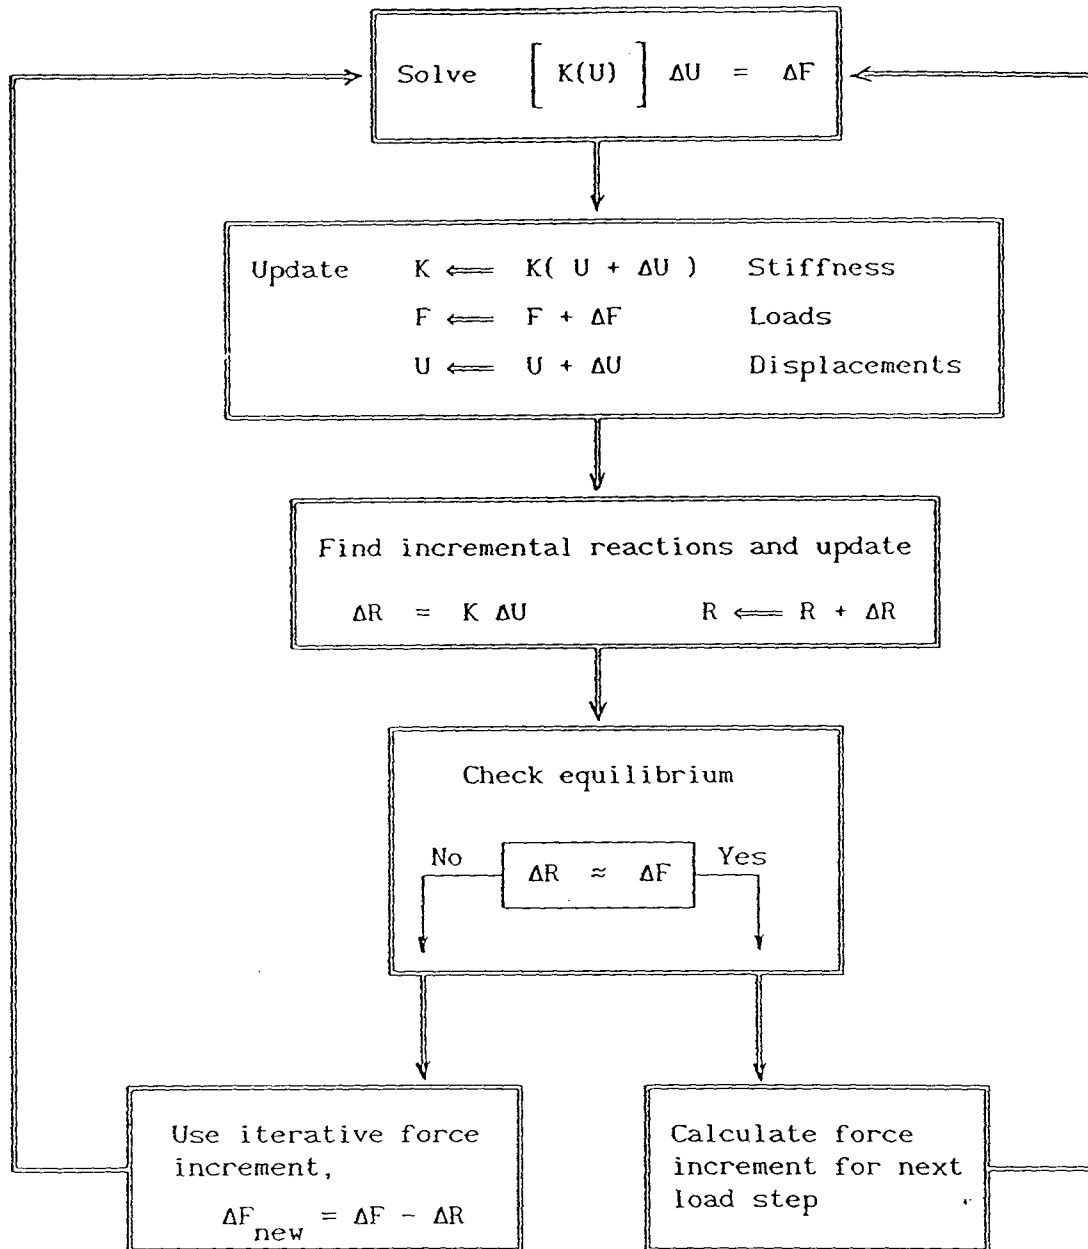 Solve [ K(U) ] ΔU = ΔF
Update K ⟸ K( U + ΔU ) Stiffness
F ⟸ F + ΔF Loads
U ⟸ U + ΔU Displacements
Find incremental reactions and update
ΔR = K ΔU R ⟸ R + ΔR
Check equilibrium
No ΔR ≈ ΔF Yes
Use iterative force
increment,
ΔF_new = ΔF - ΔR
Calculate force
increment for next
load step